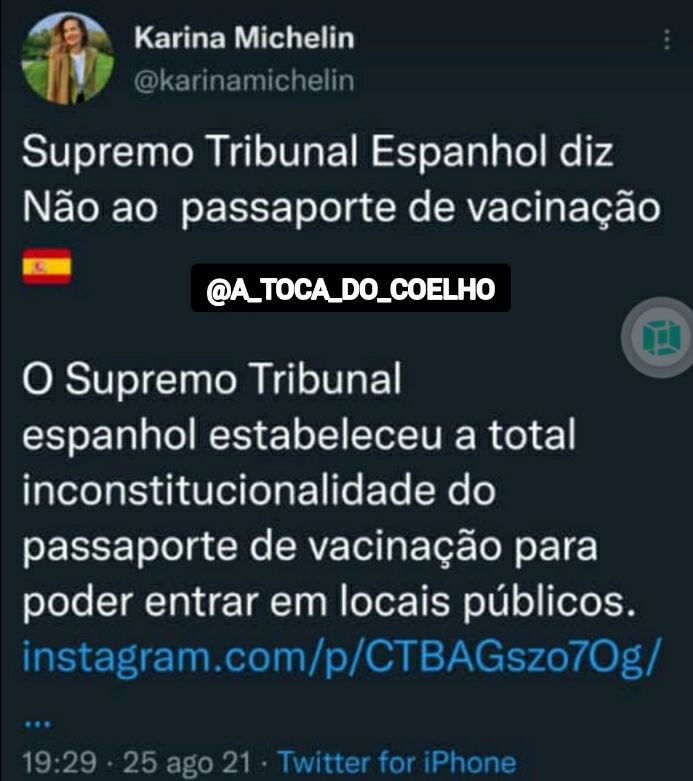 Karina Michelin
@karinamichelin
Supremo Tribunal Espanhol diz
Não ao passaporte de vacinação
@A_TOCA_DO_COELHO
O Supremo Tribunal
espanhol estabeleceu a total
inconstitucionalidade do
passaporte de vacinação para
poder entrar em locais públicos.
instagram.com/p/CTBAGszo7Og/
...
19:29 · 25 ago 21 · Twitter for iPhone